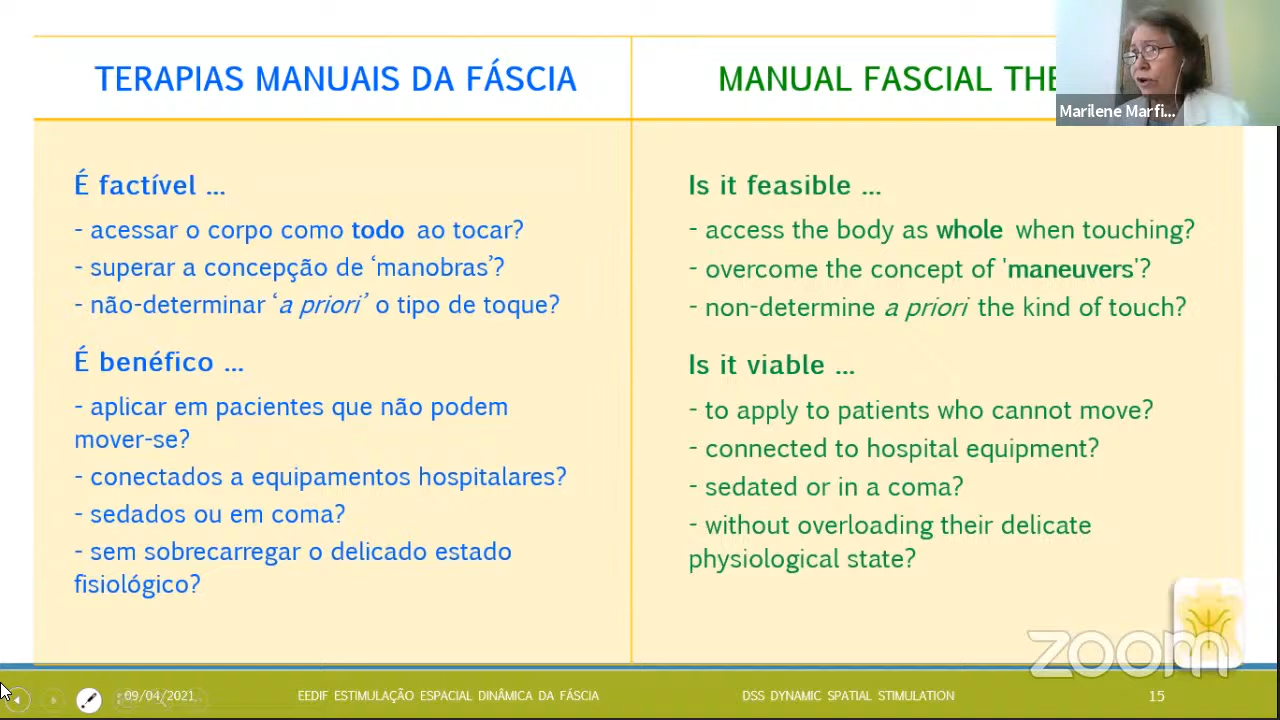 TERAPIAS MANUAIS DA FÁSCIA
É factível ...
- acessar o corpo como todo ao tocar?
- superar a concepção de ‘manobras’?
- não-determinar ‘a priori’ o tipo de toque?
É benéfico ...
- aplicar em pacientes que não podem
mover-se?
- conectados a equipamentos hospitalares?
- sedados ou em coma?
- sem sobrecarregar o delicado estado
fisiológico?
MANUAL FASCIAL THE
Is it feasible ...
- access the body as whole when touching?
- overcome the concept of 'maneuvers'?
- non-determine a priori the kind of touch?
Is it viable ...
- to apply to patients who cannot move?
- connected to hospital equipment?
- sedated or in a coma?
- without overloading their delicate
physiological state?
Marilene Marfi...
zoom
09/04/2021
EEDIF ESTIMULAÇÃO ESPACIAL DINÂMICA DA FÁSCIA
DSS DYNAMIC SPATIAL STIMULATION
15